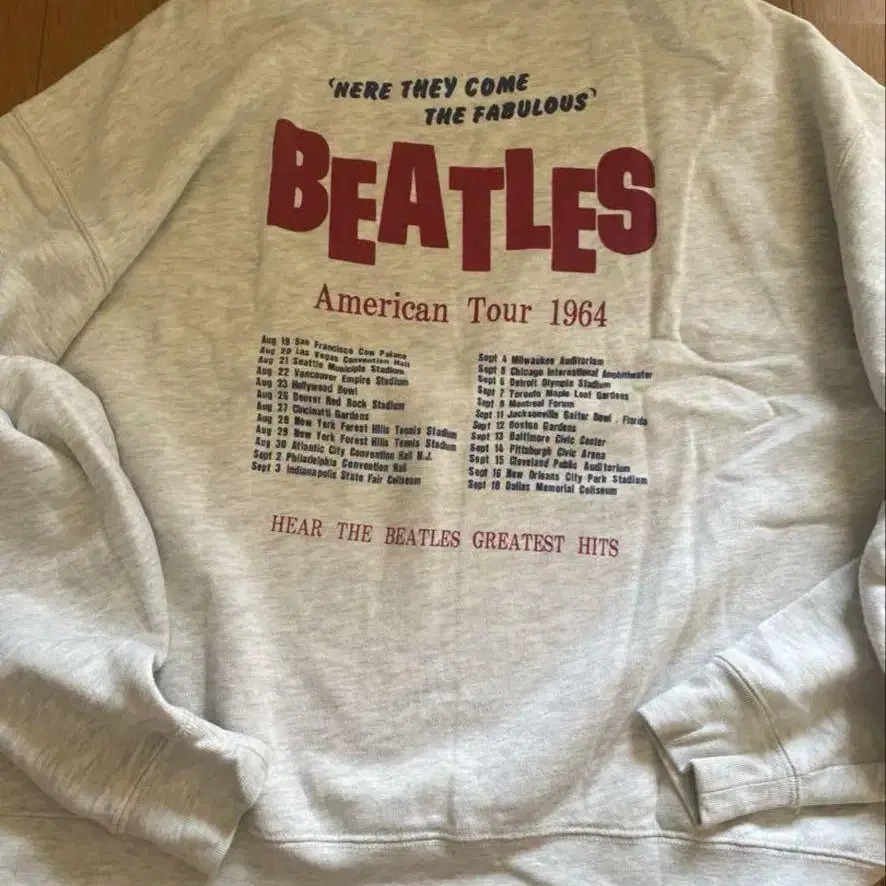 'HERE THEY COME
THE FABULOUS'
BEATLES
American Tour 1964
Aug 19 San Francisco Cow Palace
Aug 20 Las Vegas Convention Hall
Aug 21 Seattle Municiple Stadium
Aug 22 Vancouver Empire Stadium
Aug 23 Hollywood Bowl
Aug 26 Denver Red Rock Stadium
Aug 27 Cincinatti Gardens
Aug 28 New York Forest Hills Tennis Stadium
Aug 29 New York Forest Hills Tennis Stadium
Aug 30 Atlantic City Convention Hall N.J.
Sept 2 Philadelphia Convention Hall
Sept 3 Indianapolis State Fair Coliseum
Sept 4 Milwaukee Auditorium
Sept Chicago International Amphitheater
Sept 6 Detroit Olympia Stadium
Sept 7 Toronto Maple Leaf Gardens
Sept 8 Montreal Forum
Sept 11 Jacksonville Gaiter Bowl . Florida
Sept 12 Boston Gardens
Sept 13 Baltimore Civic Center
Sept 14 Pittsburgh Civic Arena
Sept 15 Cleveland Public Auditorium
Sept 16 New Orleans City Park Stadium
Sept 18 Dallas Memorial Coliseum
HEAR THE BEATLES GREATEST HITS